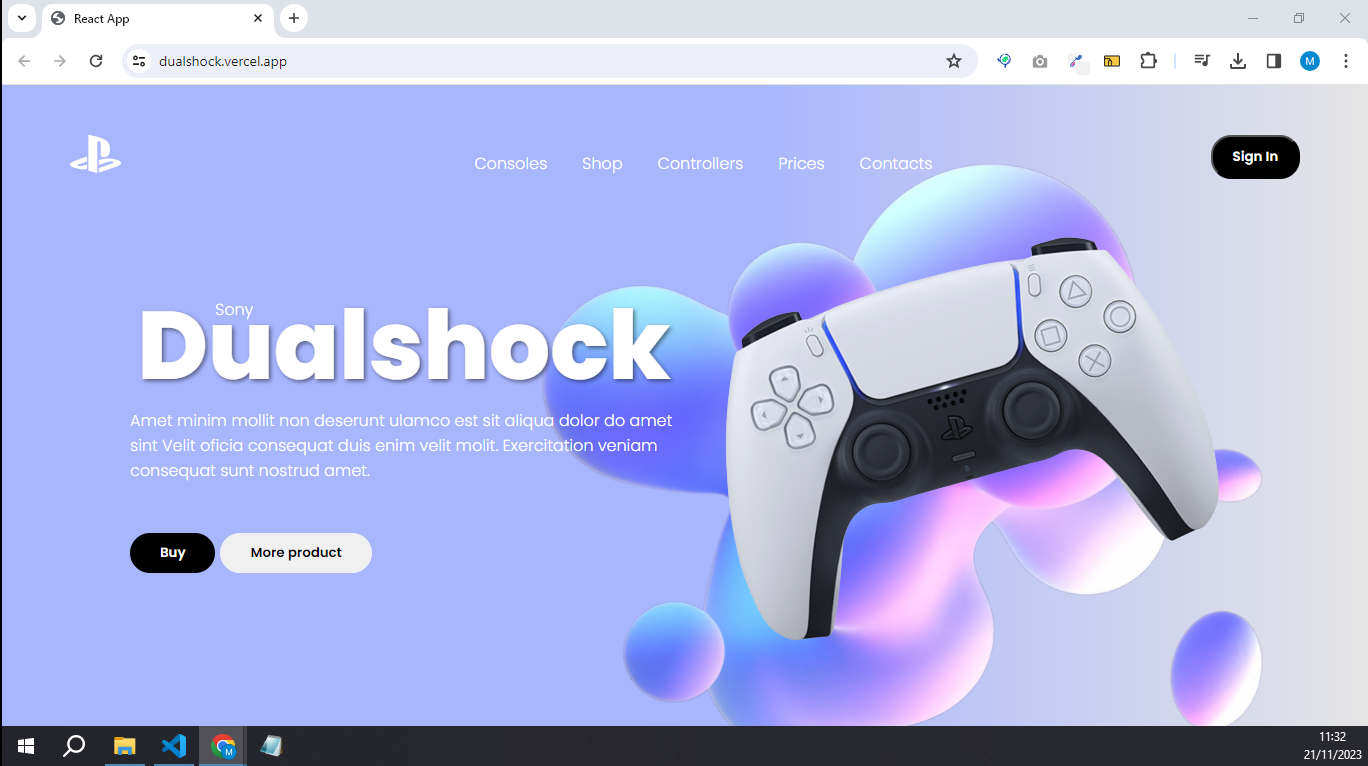 React App
dualshock.vercel.app
M
Consoles Shop Controllers Prices Contacts
Sign In
Sony
Dualshock
Amet minim mollit non deserunt ulamco est sit aliqua dolor do amet
sint Velit oficia consequat duis enim velit molit. Exercitation veniam
consequat sunt nostrud amet.
Buy More product
M
11:32
21/11/2023